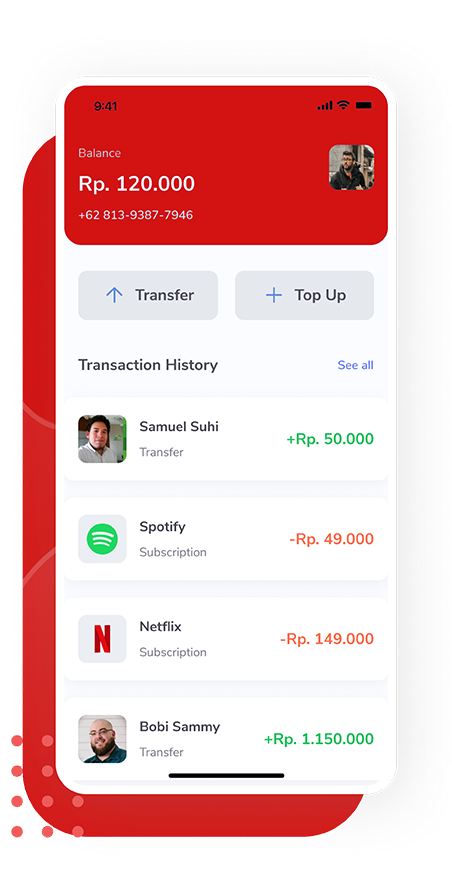 9:41
Balance
Rp. 120.000
+62 813-9387-7946
Transfer
Top Up
Transaction History
See all
Samuel Suhi
+Rp. 50.000
Transfer
Spotify
-Rp. 49.000
Subscription
Netflix
-Rp. 149.000
Subscription
Bobi Sammy
+Rp. 1.150.000
Transfer